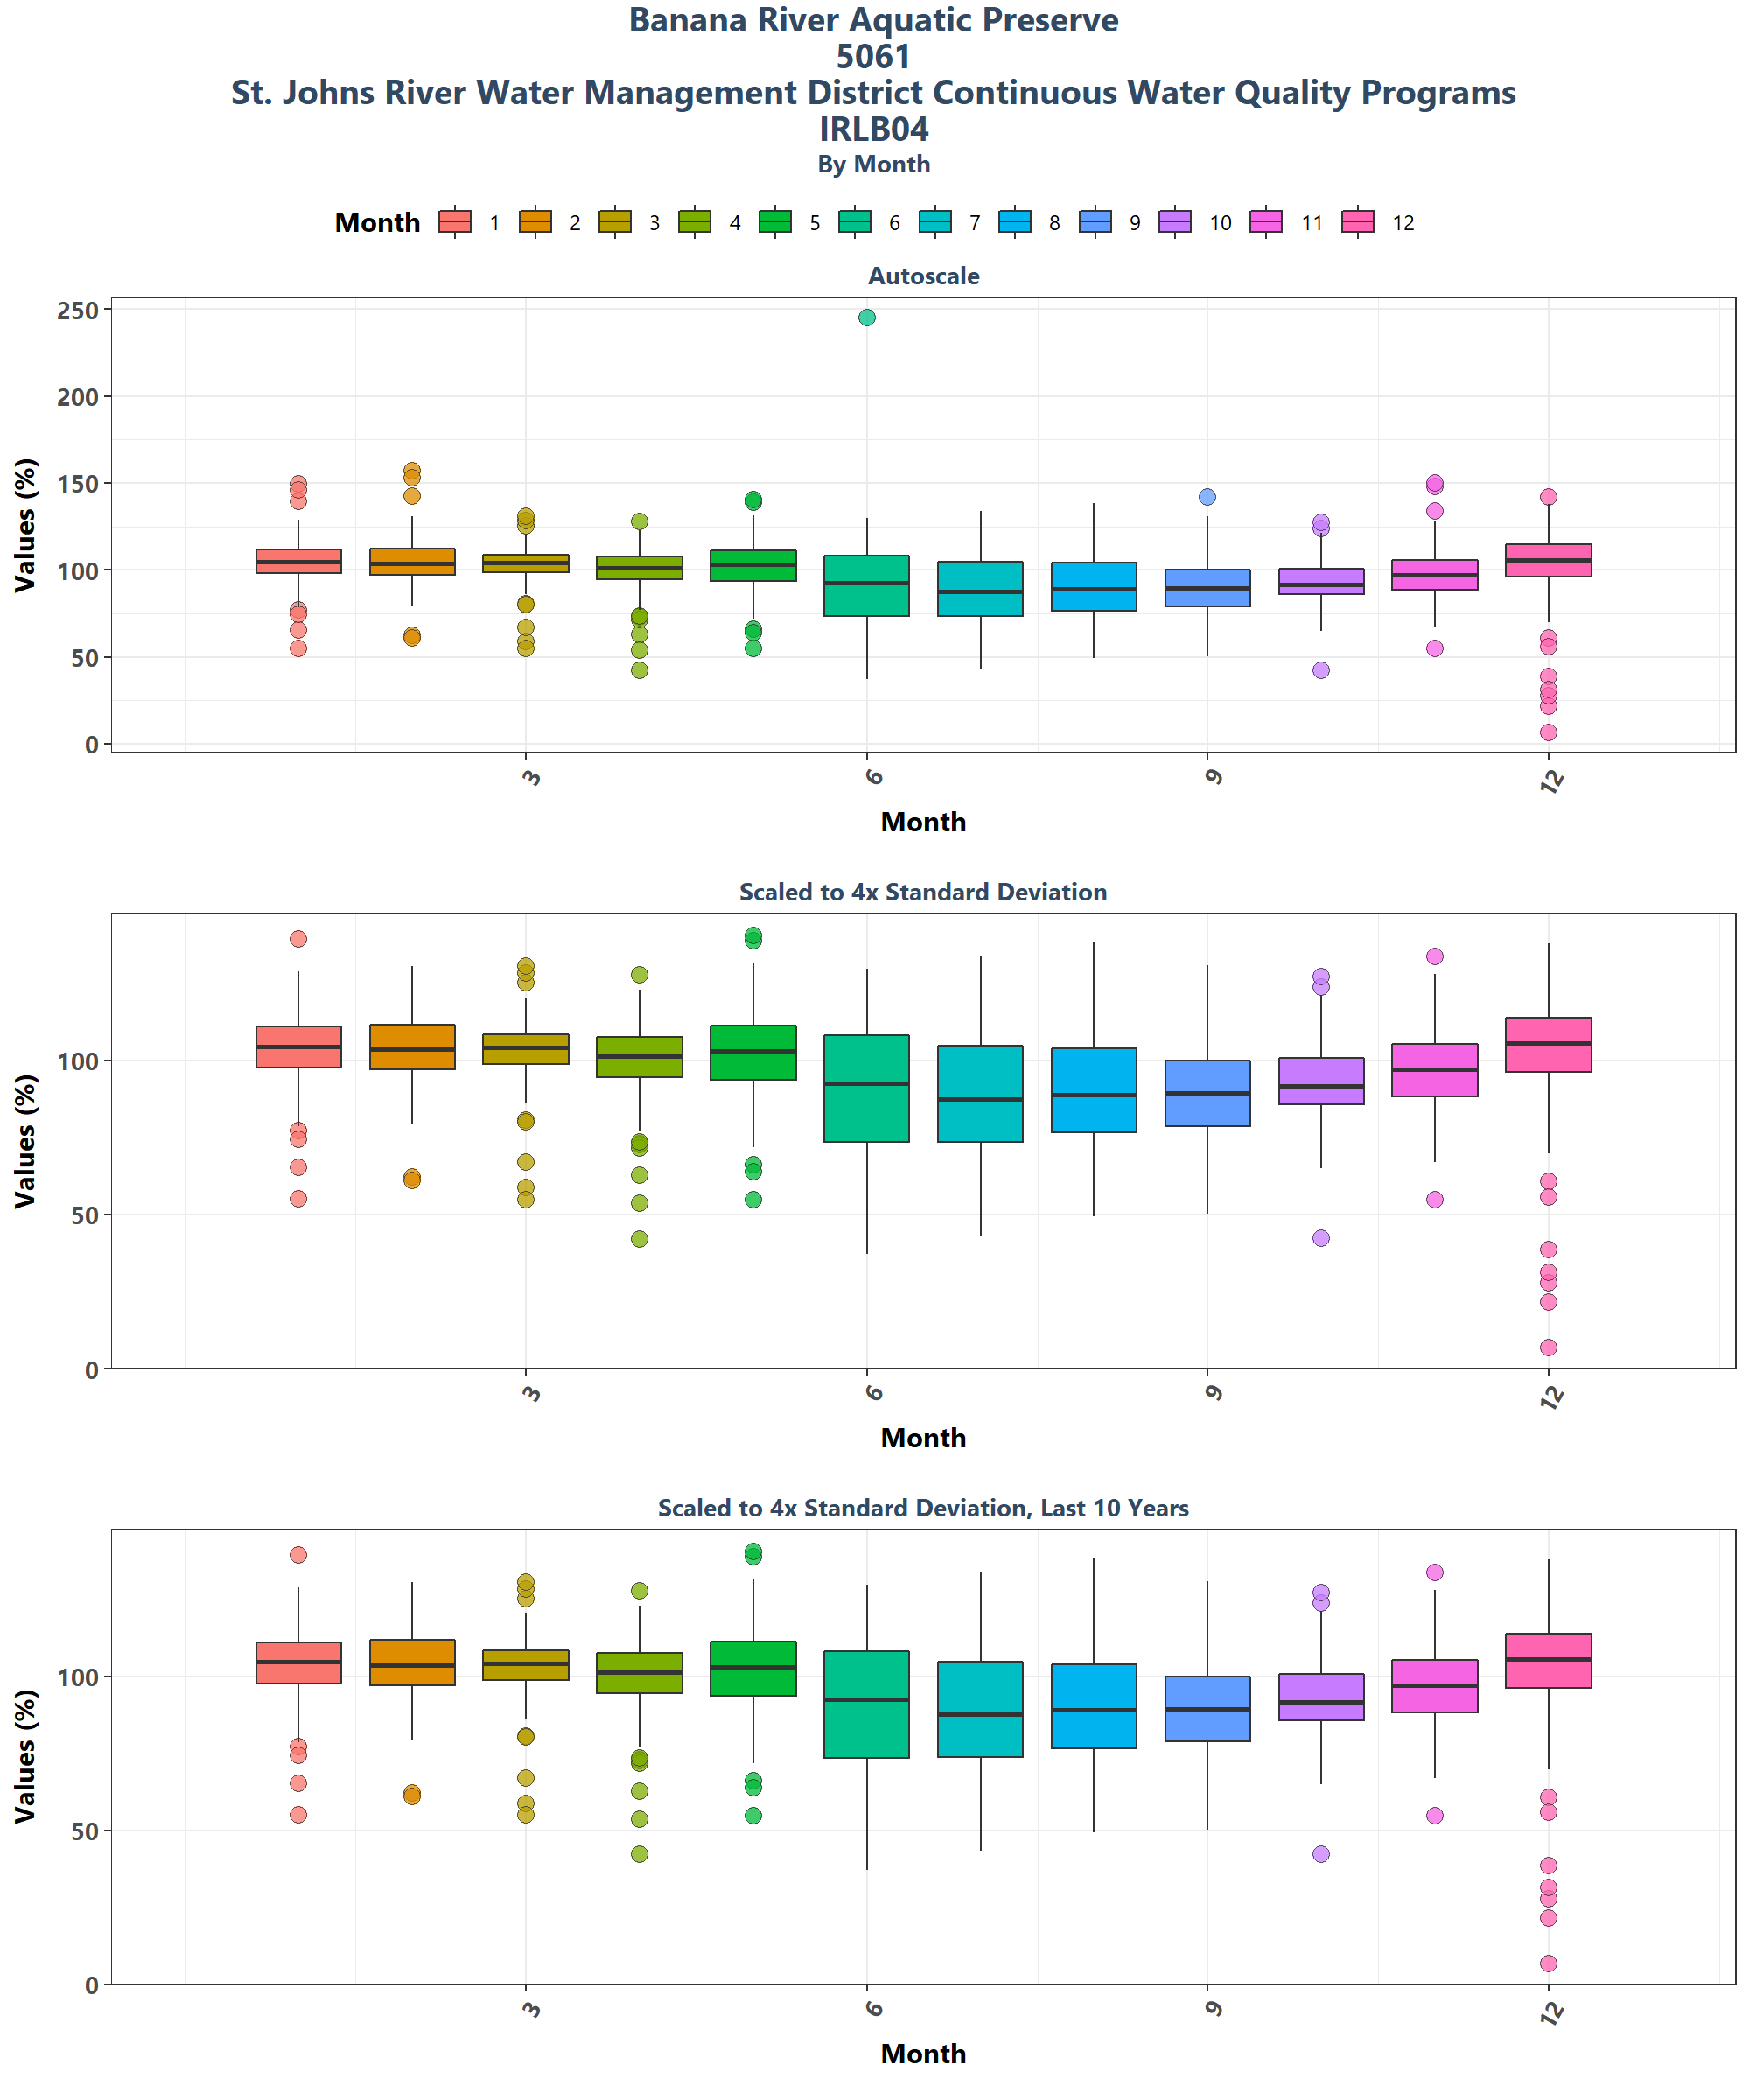 Banana River Aquatic Preserve
5061
St. Johns River Water Management District Continuous Water Quality Programs
IRLB04
By Month
Month 1 2 3 4 5 6 7 8 9 10 11 12
Autoscale
Values (%)
250
200
150
100
50
0
3 6 9 12
Month
Scaled to 4x Standard Deviation
Values (%)
100
50
0
3 6 9 12
Month
Scaled to 4x Standard Deviation, Last 10 Years
Values (%)
100
50
0
3 6 9 12
Month